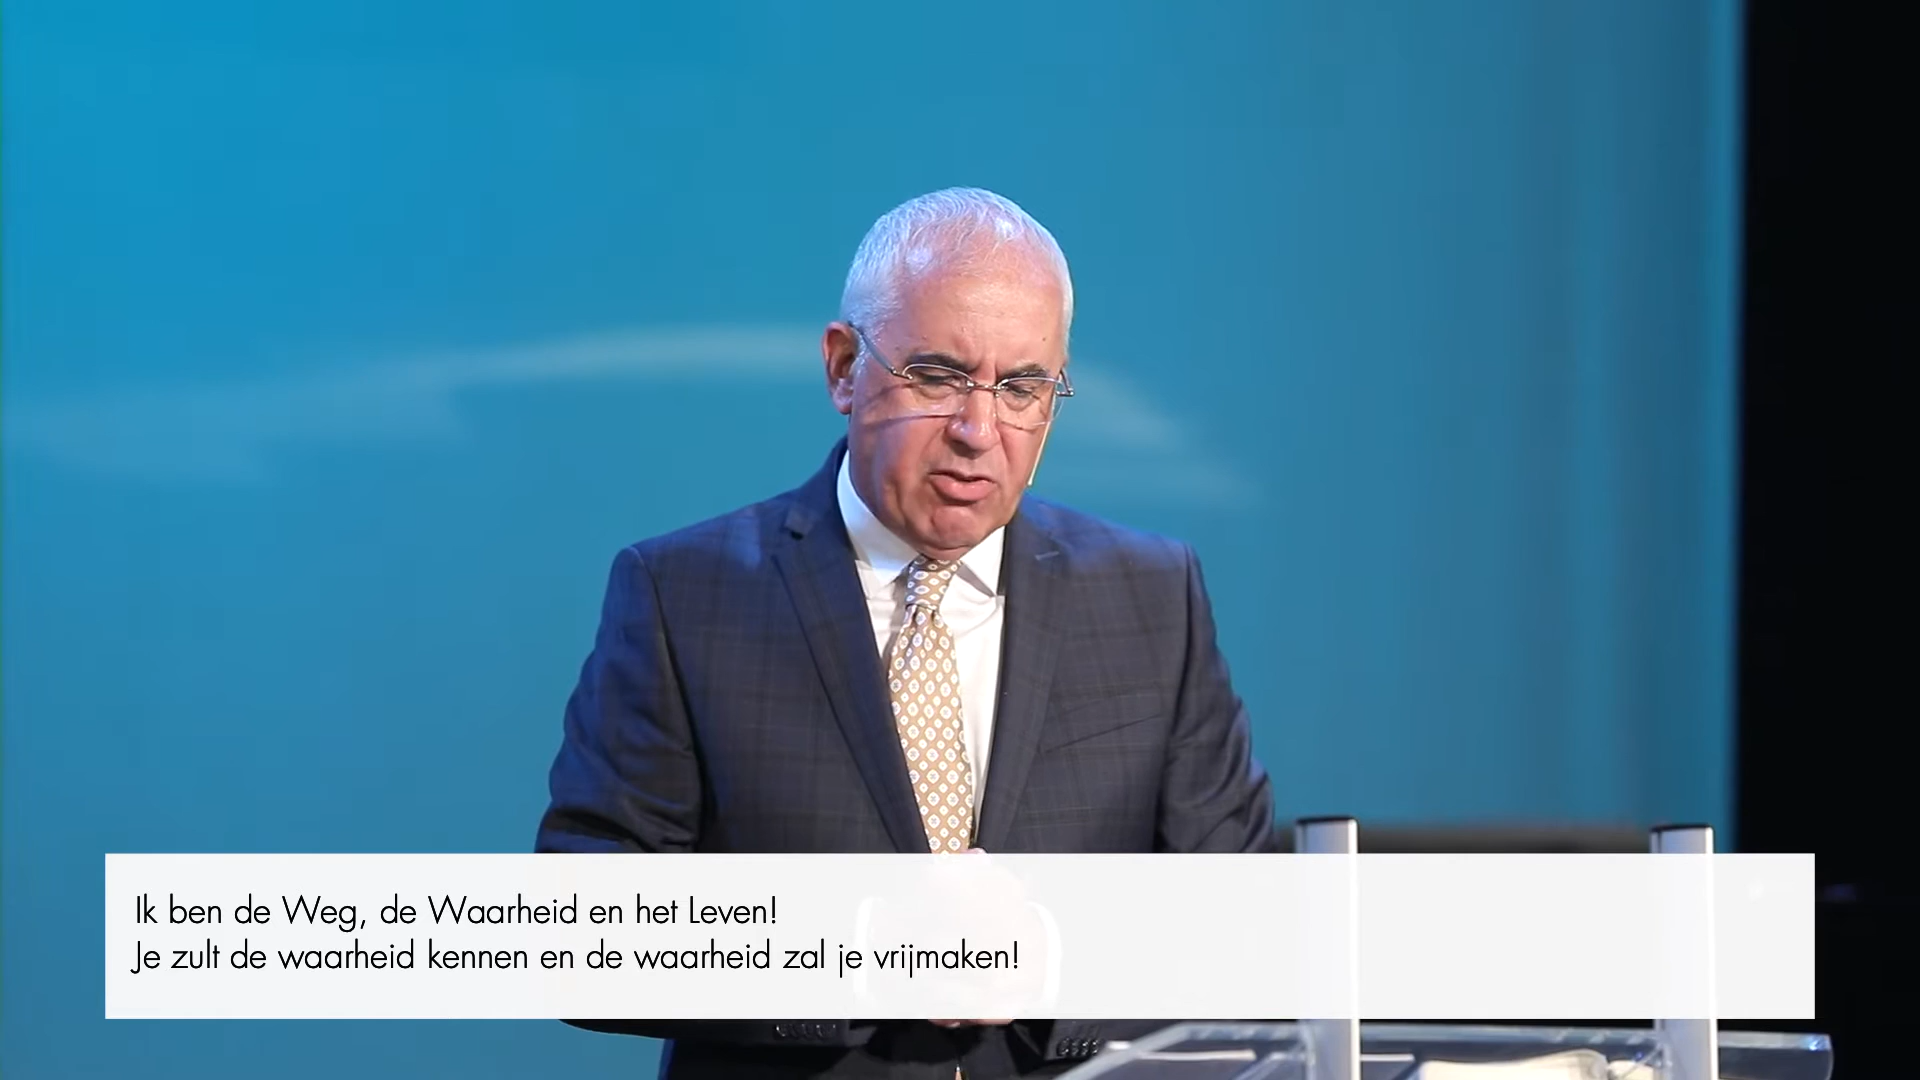 Ik ben de Weg, de Waarheid en het Leven!
Je zult de waarheid kennen en de waarheid zal je vrijmaken!